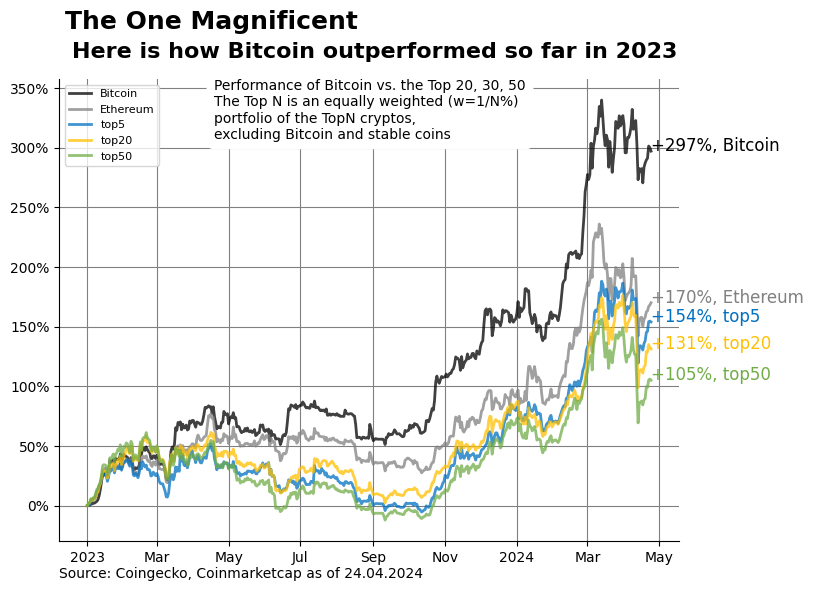 The One Magnificent
Here is how Bitcoin outperformed so far in 2023
350%
300%
250%
200%
150%
100%
50%
0%
Bitcoin
Ethereum
top5
top20
top50
Performance of Bitcoin vs. the Top 20, 30, 50
The Top N is an equally weighted (w=1/N%)
portfolio of the TopN cryptos,
excluding Bitcoin and stable coins
+297%, Bitcoin
+170%, Ethereum
+154%, top5
+131%, top20
+105%, top50
2023 Mar May Jul Sep Nov 2024 Mar May
Source: Coingecko, Coinmarketcap as of 24.04.2024